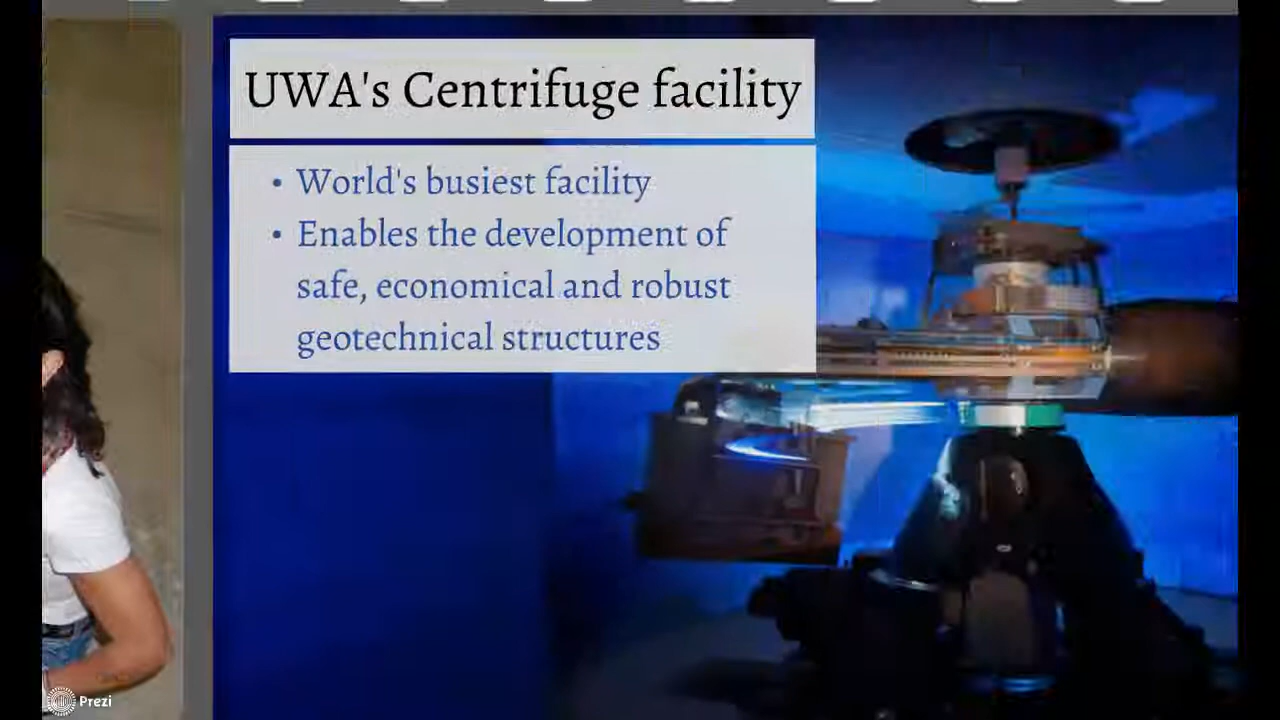 UWA's Centrifuge facility
• World's busiest facility
• Enables the development of
safe, economical and robust
geotechnical structures
Prezi